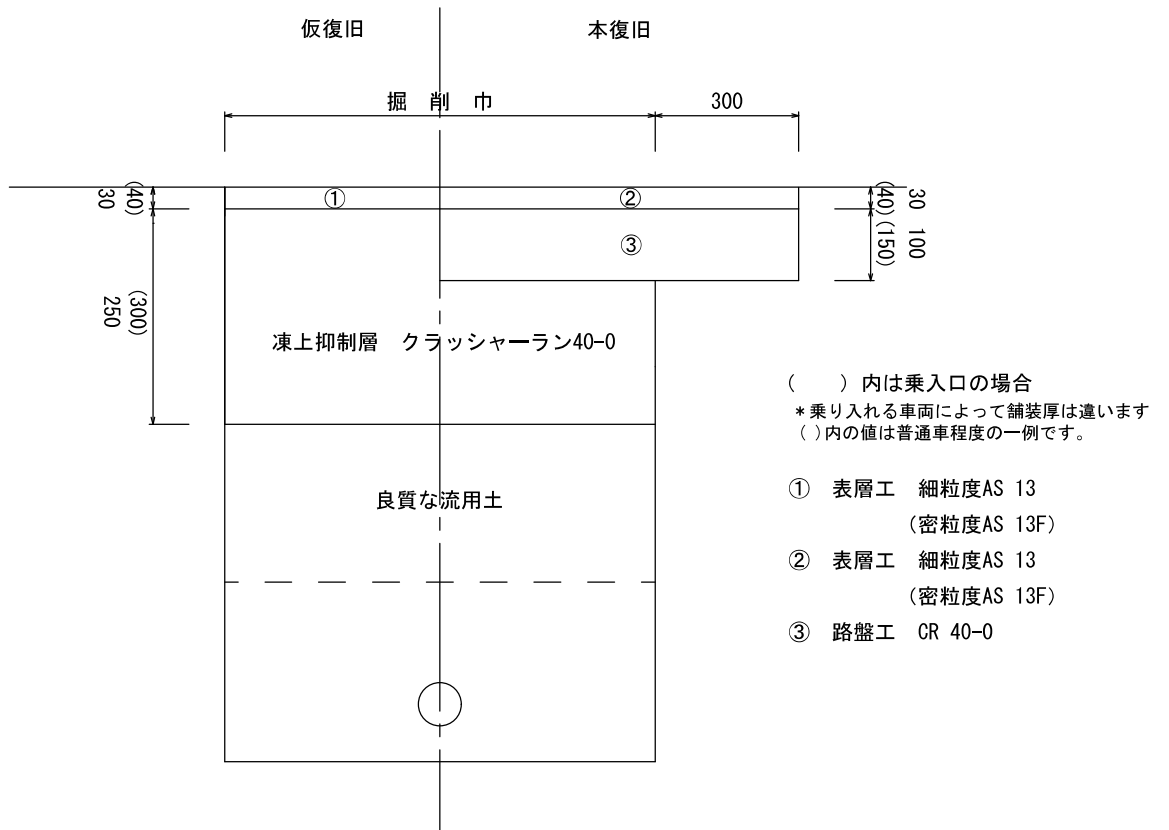 仮復旧
本復旧
掘 削 巾
300
①
②
③
(40)
30
(300)
250
30
(40)
100
(150)
凍上抑制層 クラッシャーラン40-0
良質な流用土
( ) 内は乗入口の場合
*乗り入れる車両によって舗装厚は違います
( )内の値は普通車程度の一例です。
① 表層工 細粒度AS 13
(密粒度AS 13F)
② 表層工 細粒度AS 13
(密粒度AS 13F)
③ 路盤工 CR 40-0